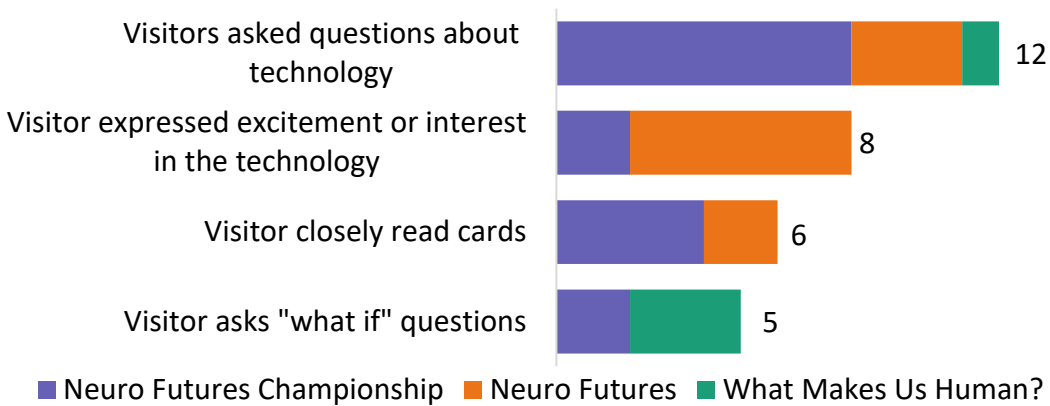 Visitors asked questions about
technology
12
Visitor expressed excitement or interest
in the technology
8
Visitor closely read cards
6
Visitor asks "what if" questions
5
Neuro Futures Championship
Neuro Futures
What Makes Us Human?